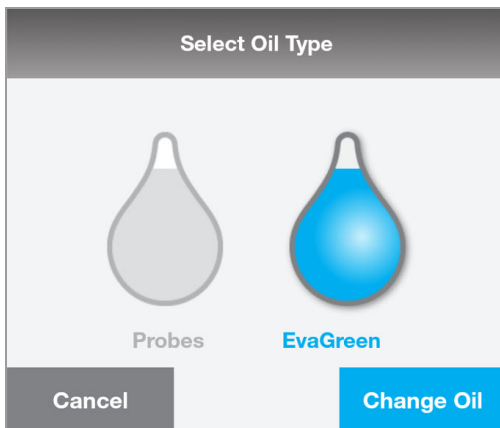 Select Oil Type
Probes
EvaGreen
Cancel
Change Oil